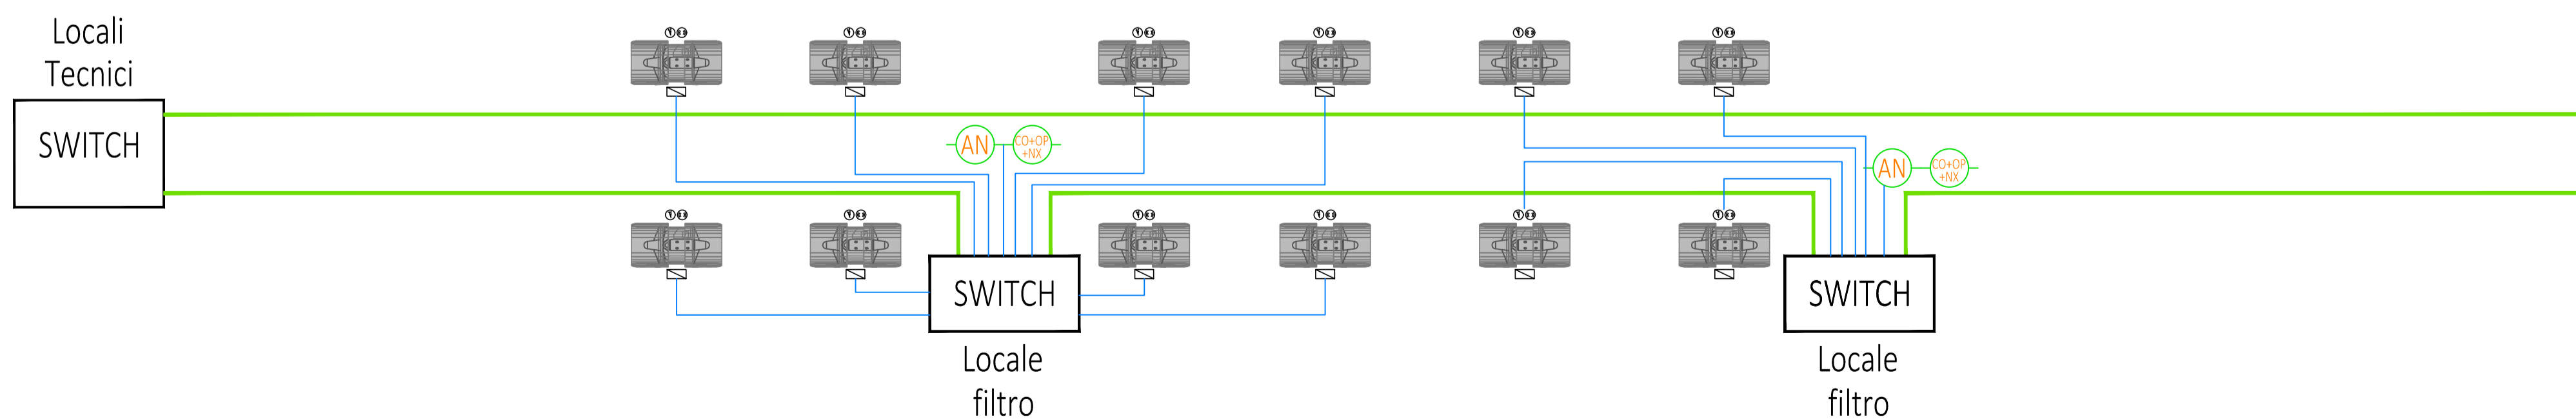 Locali
Tecnici
SWITCH
AN
CO+OP
+NX
AN
CO+OP
+NX
SWITCH
Locale
filtro
SWITCH
Locale
filtro